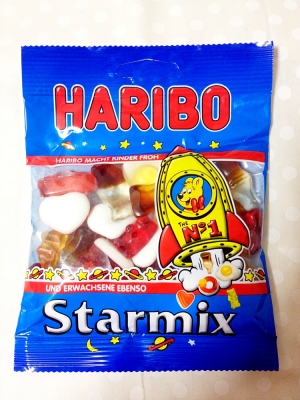 HARIBO
HARIBO MACHT KINDER FROH
THE
Nº1
UND ERWACHSENE EBENSO
Starmix